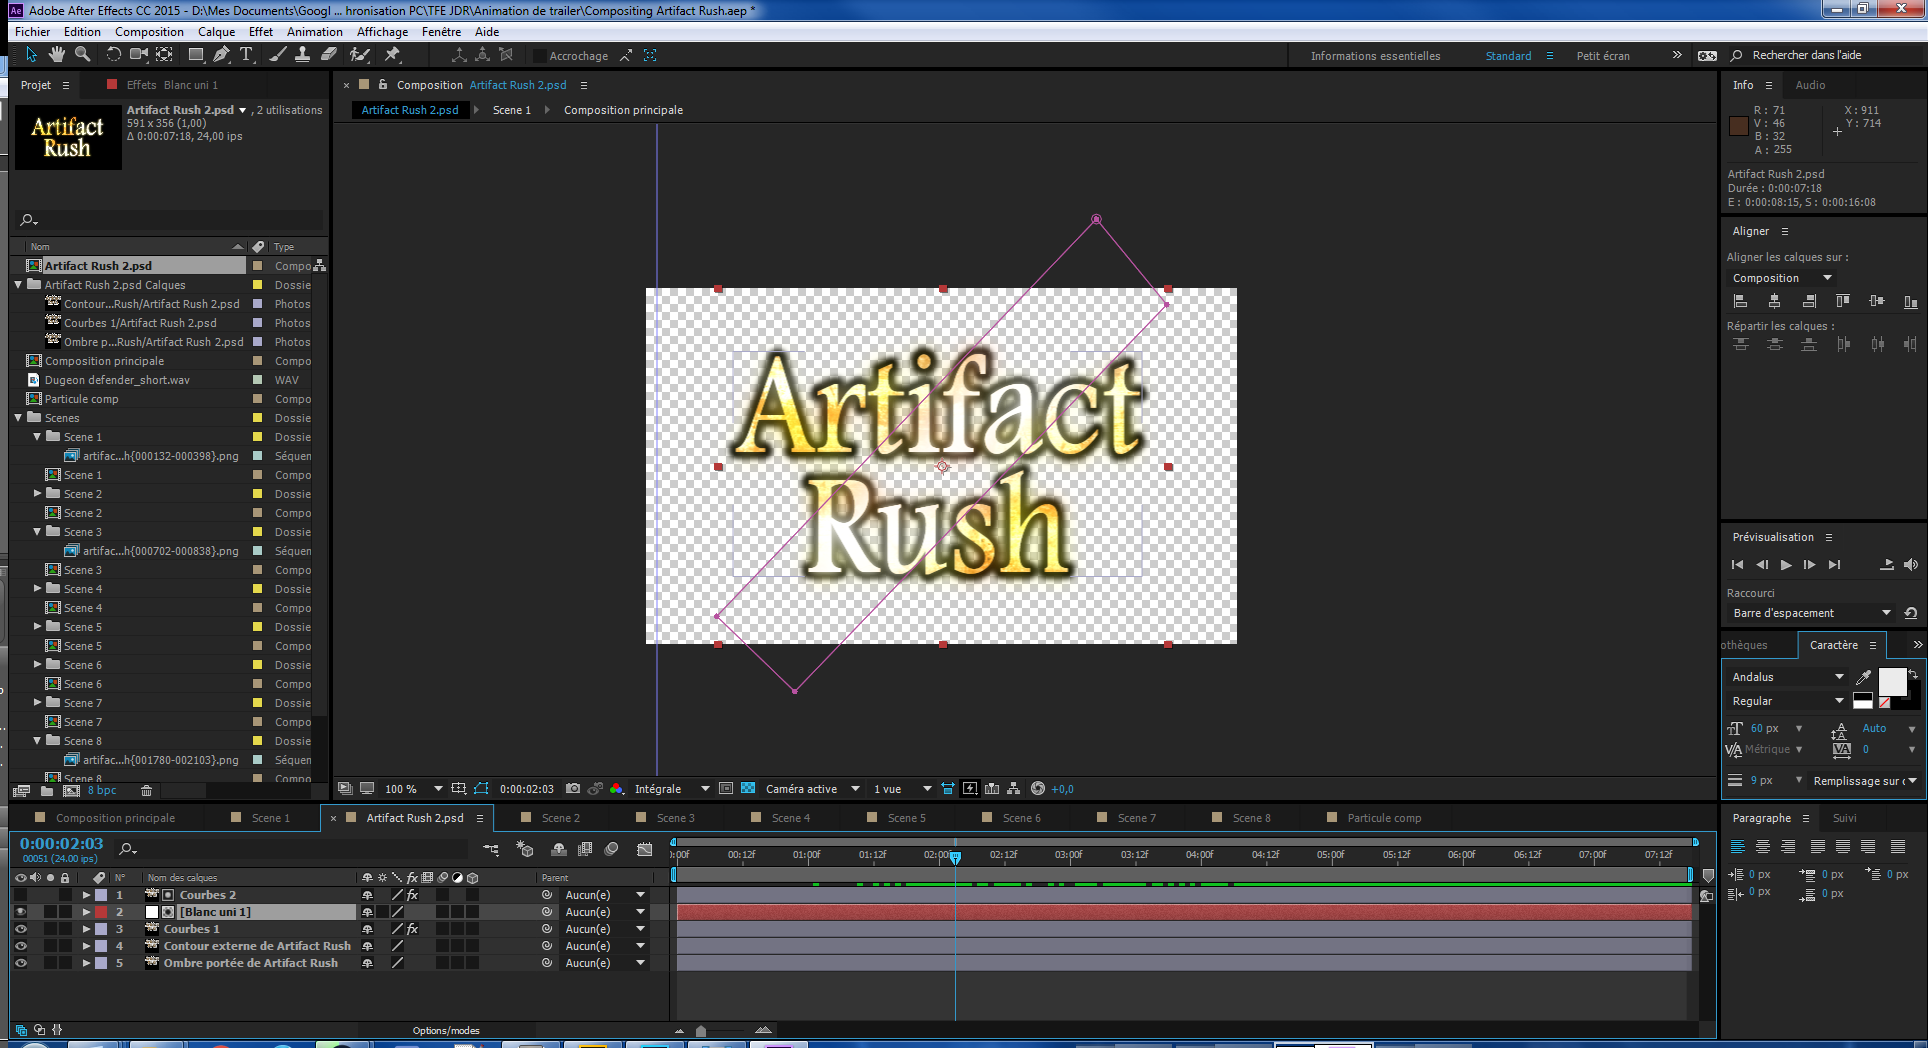 Adobe After Effects CC 2015 - D:\Mes Documents\Googl ... hronisation PC\TFE JDR\Animation de trailer\Compositing Artifact Rush.aep *
Fichier Edition Composition Calque Effet Animation Affichage Fenêtre Aide
Accrochage Informations essentielles Standard Petit écran Rechercher dans l'aide
Projet Effets Blanc uni 1
Artifact Rush 2.psd , 2 utilisations
591 x 356 (1,00)
Δ 0:00:07:18, 24,00 ips
Artifact
Rush
Nom Type
Artifact Rush 2.psd Compo
Artifact Rush 2.psd Calques Dossie
Contour...Rush/Artifact Rush 2.psd Photos
Courbes 1/Artifact Rush 2.psd Photos
Ombre p...Rush/Artifact Rush 2.psd Photos
Composition principale Compo
Dugeon defender_short.wav WAV
Particule comp Compo
Scenes Dossie
Scene 1 Dossie
artifac...h{000132-000398}.png Séquen
Scene 1 Compo
Scene 2 Dossie
Scene 2 Compo
Scene 3 Dossie
artifac...h{000702-000838}.png Séquen
Scene 3 Compo
Scene 4 Dossie
Scene 4 Compo
Scene 5 Dossie
Scene 5 Compo
Scene 6 Dossie
Scene 6 Compo
Scene 7 Dossie
Scene 7 Compo
Scene 8 Dossie
artifac...h{001780-002103}.png Séquen
Scene 8 Compo
8 bpc
Composition Artifact Rush 2.psd
Artifact Rush 2.psd Scene 1 Composition principale
Artifact
Rush
100 % 0:00:02:03 Intégrale Caméra active 1 vue +0,0
Info Audio
R : 71 X : 911
V : 46 Y : 714
B : 32
A : 255
Artifact Rush 2.psd
Durée : 0:00:07:18
E : 0:00:08:15, S : 0:00:16:08
Aligner
Aligner les calques sur :
Composition
Répartir les calques :
Prévisualisation
Raccourci
Barre d'espacement
othèques Caractère
Andalus
Regular
60 px Auto
Métrique 0
9 px Remplissage sur c
Paragraphe Suivi
0 px 0 px 0 px
0 px 0 px
Composition principale Scene 1 Artifact Rush 2.psd Scene 2 Scene 3 Scene 4 Scene 5 Scene 6 Scene 7 Scene 8 Particule comp
0:00:02:03
00051 (24.00 ips)
:00f 00:12f 01:00f 01:12f 02:00f 02:12f 03:00f 03:12f 04:00f 04:12f 05:00f 05:12f 06:00f 06:12f 07:00f 07:12f
N° Nom des calques fx Parent
1 Courbes 2 fx Aucun(e)
2 [Blanc uni 1] Aucun(e)
3 Courbes 1 fx Aucun(e)
4 Contour externe de Artifact Rush Aucun(e)
5 Ombre portée de Artifact Rush Aucun(e)
Options/modes